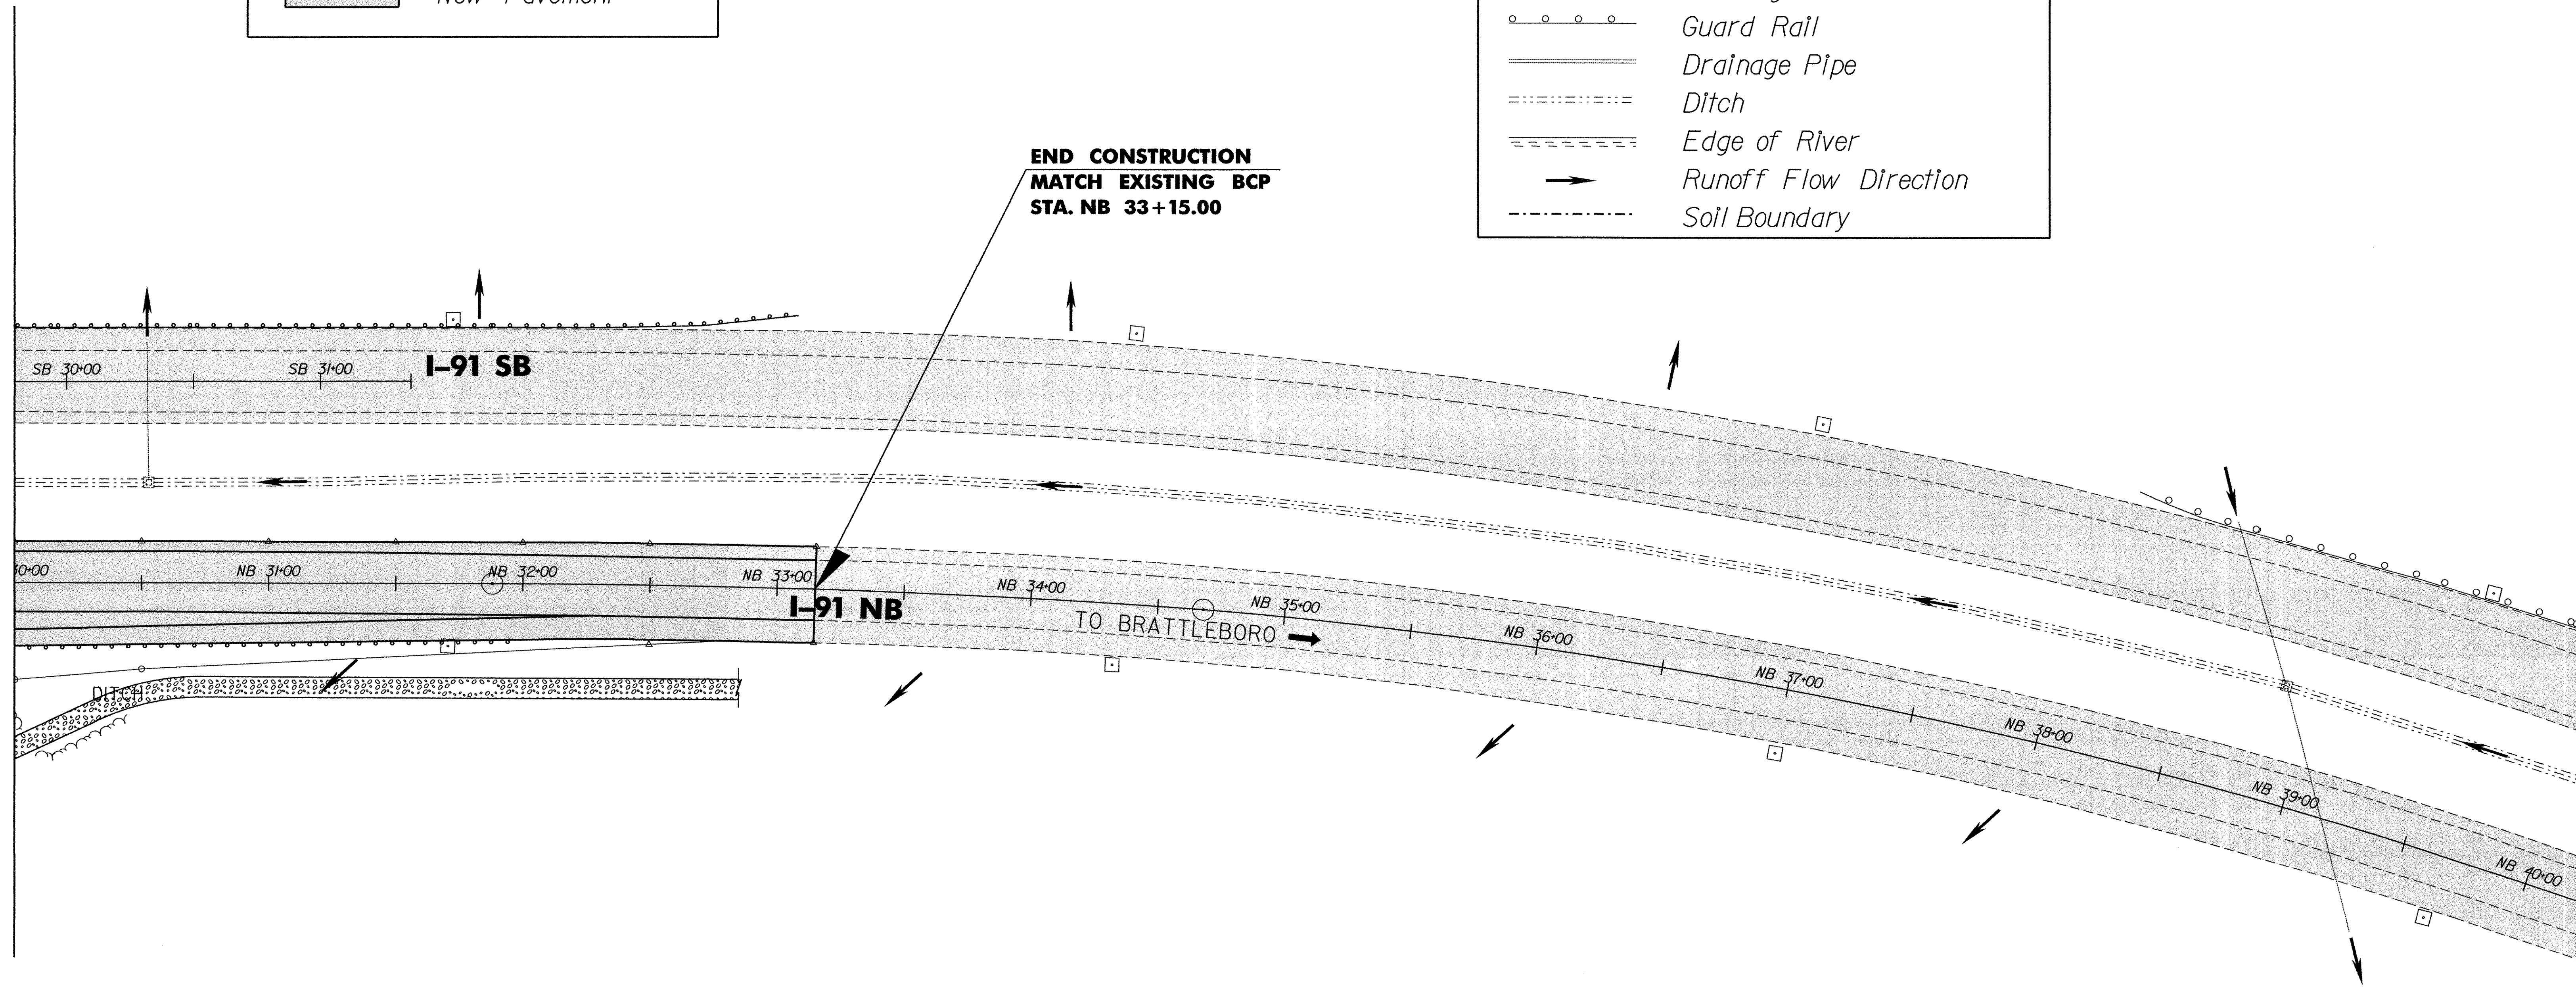 New Pavement
Guard Rail
Drainage Pipe
Ditch
Edge of River
Runoff Flow Direction
Soil Boundary
END CONSTRUCTION
MATCH EXISTING BCP
STA. NB 33+15.00
SB 30+00
SB 31+00
I-91 SB
NB 31+00
NB 32+00
NB 33+00
I-91 NB
NB 34+00
NB 35+00
TO BRATTLEBORO
NB 36+00
NB 37+00
NB 38+00
NB 39+00
NB 40+00
DITCH